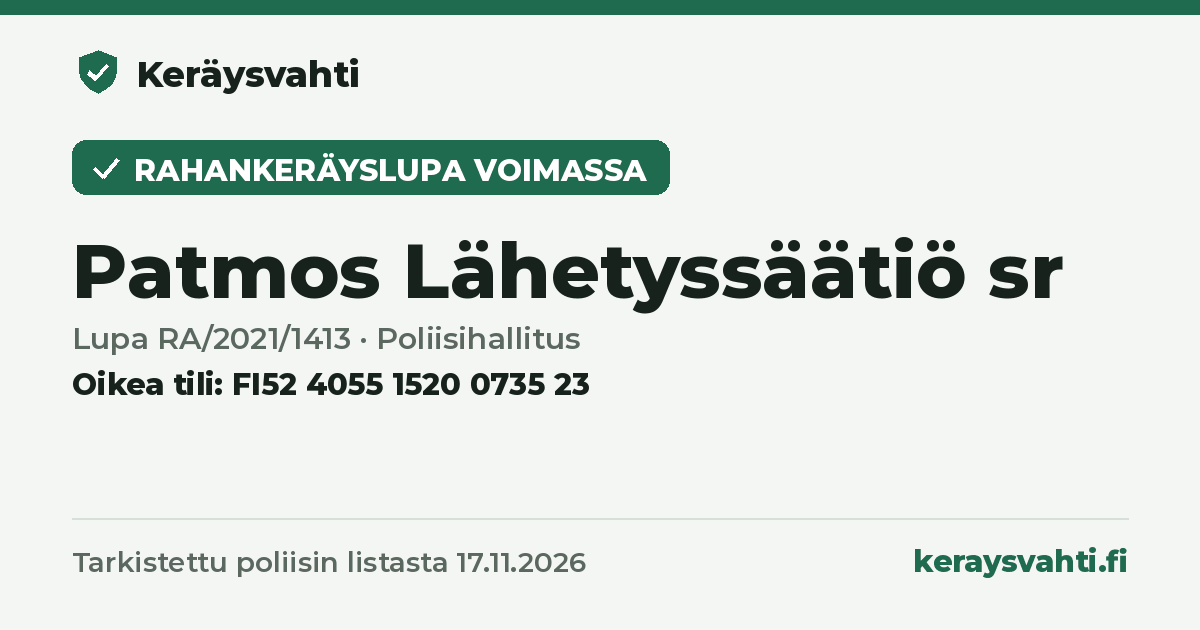 Keräysvahti
RAHANKERÄYSLUPA VOIMASSA
Patmos Lähetyssäätiö sr
Lupa RA/2021/1413 · Poliisihallitus
Oikea tili: FI52 4055 1520 0735 23
Tarkistettu poliisin listasta 17.11.2026
keraysvahti.fi